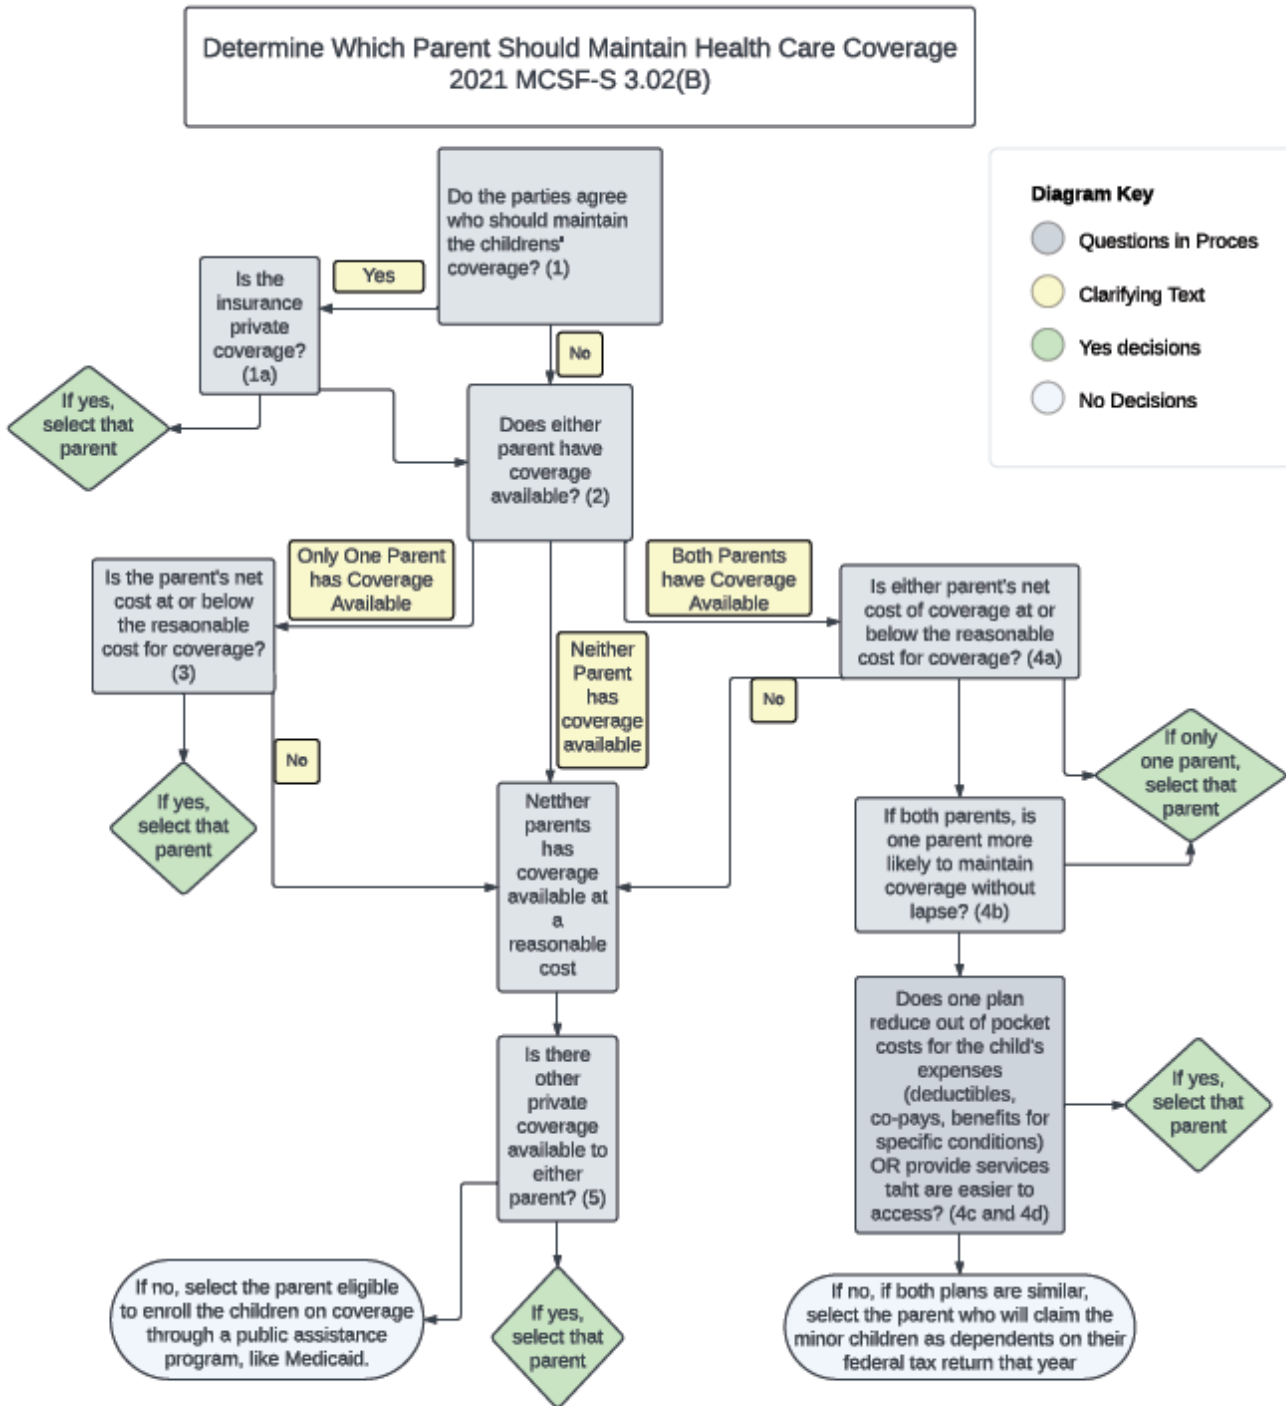 Determine Which Parent Should Maintain Health Care Coverage
2021 MCSF-S 3.02(B)
Do the parties agree
who should maintain
the childrens'
coverage? (1)
Diagram Key
Questions in Proces
Clarifying Text
Yes decisions
No Decisions
Yes
Is the
insurance
private
coverage?
(1a)
No
If yes,
select that
parent
Does either
parent have
coverage
available? (2)
Only One Parent
has Coverage
Available
Both Parents
have Coverage
Available
Is the parent's net
cost at or below
the resaonable
cost for coverage?
(3)
Is either parent's net
cost of coverage at or
below the reasonable
cost for coverage? (4a)
Neither
Parent
has
coverage
available
No
No
If only
one parent,
select that
parent
If yes,
select that
parent
Netther
parents
has
coverage
available at
a
reasonable
cost
If both parents, is
one parent more
likely to maintain
coverage without
lapse? (4b)
Does one plan
reduce out of pocket
costs for the child's
expenses
(deductibles,
co-pays, benefits for
specific conditions)
OR provide services
taht are easier to
access? (4c and 4d)
If yes,
select that
parent
Is there
other
private
coverage
available to
either
parent? (5)
If no, select the parent eligible
to enroll the children on coverage
through a public assistance
program, like Medicaid.
If yes,
select that
parent
If no, if both plans are similar,
select the parent who will claim the
minor children as dependents on their
federal tax return that year